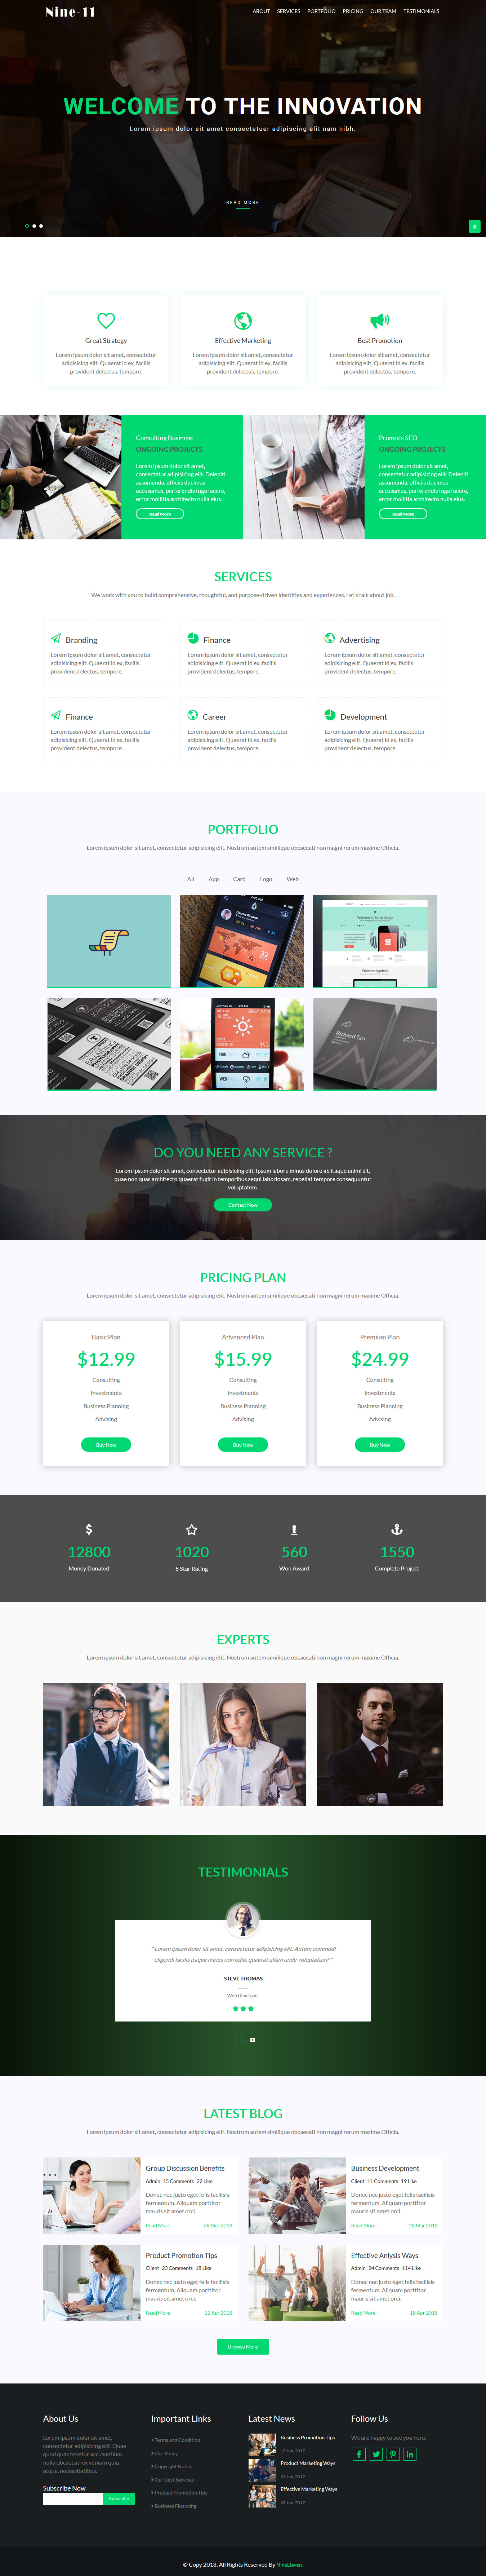 Nine-11
ABOUT SERVICES PORTFOLIO PRICING OUR TEAM TESTIMONIALS
WELCOME TO THE INNOVATION
Lorem ipsum dolor sit amet consectetuer adipiscing elit nam nibh.
READ MORE
Great Strategy
Lorem ipsum dolor sit amet, consectetur
adipisicing elit. Quaerat id ex, facilis
provident delectus, tempore.
Effective Marketing
Lorem ipsum dolor sit amet, consectetur
adipisicing elit. Quaerat id ex, facilis
provident delectus, tempore.
Best Promotion
Lorem ipsum dolor sit amet, consectetur
adipisicing elit. Quaerat id ex, facilis
provident delectus, tempore.
Consulting Business
ONGOING PROJECTS
Lorem ipsum dolor sit amet,
consectetur adipisicing elit. Deleniti
assumenda, officiis ducimus
accusamus, perferendis fuga facere,
error mollitia architecto nulla eius.
Read More
Promote SEO
ONGOING PROJECTS
Lorem ipsum dolor sit amet,
consectetur adipisicing elit. Deleniti
assumenda, officiis ducimus
accusamus, perferendis fuga facere,
error mollitia architecto nulla eius.
Read More
SERVICES
We work with you to build comprehensive, thoughtful, and purpose-driven identities and experiences. Let's talk about job.
Branding
Lorem ipsum dolor sit amet, consectetur
adipisicing elit. Quaerat id ex, facilis
provident delectus, tempore.
Finance
Lorem ipsum dolor sit amet, consectetur
adipisicing elit. Quaerat id ex, facilis
provident delectus, tempore.
Advertising
Lorem ipsum dolor sit amet, consectetur
adipisicing elit. Quaerat id ex, facilis
provident delectus, tempore.
Finance
Lorem ipsum dolor sit amet, consectetur
adipisicing elit. Quaerat id ex, facilis
provident delectus, tempore.
Career
Lorem ipsum dolor sit amet, consectetur
adipisicing elit. Quaerat id ex, facilis
provident delectus, tempore.
Development
Lorem ipsum dolor sit amet, consectetur
adipisicing elit. Quaerat id ex, facilis
provident delectus, tempore.
PORTFOLIO
Lorem ipsum dolor sit amet, consectetur adipisicing elit. Nostrum autem similique obcaecati non magni rerum maxime Officia.
All App Card Logo Web
Richard Tan
DO YOU NEED ANY SERVICE ?
Lorem ipsum dolor sit amet, consectetur adipisicing elit. Ipsum labore minus dolore ab itaque animi sit,
quae non quas architecto quaerat fugit in temporibus sequi laboriosam, repellat tempore consequuntur
voluptatem.
Contact Now
PRICING PLAN
Lorem ipsum dolor sit amet, consectetur adipisicing elit. Nostrum autem similique obcaecati non magni rerum maxime Officia.
Basic Plan
$12.99
Consulting
Investments
Business Planning
Advising
Buy Now
Advanced Plan
$15.99
Consulting
Investments
Business Planning
Advising
Buy Now
Premium Plan
$24.99
Consulting
Investments
Business Planning
Advising
Buy Now
12800
Money Donated
1020
5 Star Rating
560
Won Award
1550
Complete Project
EXPERTS
Lorem ipsum dolor sit amet, consectetur adipisicing elit. Nostrum autem similique obcaecati non magni rerum maxime Officia.
TESTIMONIALS
" Lorem ipsum dolor sit amet, consectetur adipisicing elit. Autem commodi
eligendi facilis itaque minus non odio, quaerat ullam unde voluptatum? "
STEVE THOMAS
Web Developer
LATEST BLOG
Lorem ipsum dolor sit amet, consectetur adipisicing elit. Nostrum autem similique obcaecati non magni rerum maxime Officia.
Group Discussion Benefits
Admin 15 Comments 22 Like
Donec nec justo eget felis facilisis
fermentum. Aliquam porttitor
mauris sit amet orci.
Read More 26 Mar 2018
Business Development
Client 11 Comments 19 Like
Donec nec justo eget felis facilisis
fermentum. Aliquam porttitor
mauris sit amet orci.
Read More 28 Mar 2018
Product Promotion Tips
Client 23 Comments 18 Like
Donec nec justo eget felis facilisis
fermentum. Aliquam porttitor
mauris sit amet orci.
Read More 12 Apr 2018
Effective Anlysis Ways
Admin 24 Comments 114 Like
Donec nec justo eget felis facilisis
fermentum. Aliquam porttitor
mauris sit amet orci.
Read More 18 Apr 2018
Browse More
About Us
Lorem ipsum dolor sit amet,
consectetur adipisicing elit. Quae
quod quas tenetur accusantium
nulla obcaecati ex veniam quia
atque, necessitatibus.
Subscribe Now
Subscribe
Important Links
Terms and Condition
Our Policy
Copyright Notice
Our Best Services
Product Promotion Tips
Business Financing
Latest News
Business Promotion Tips
Product Marketing Ways
Effective Marketing Ways
Follow Us
We are happy to see you here.
© Copy 2018. All Rights Reserved By NineEleven